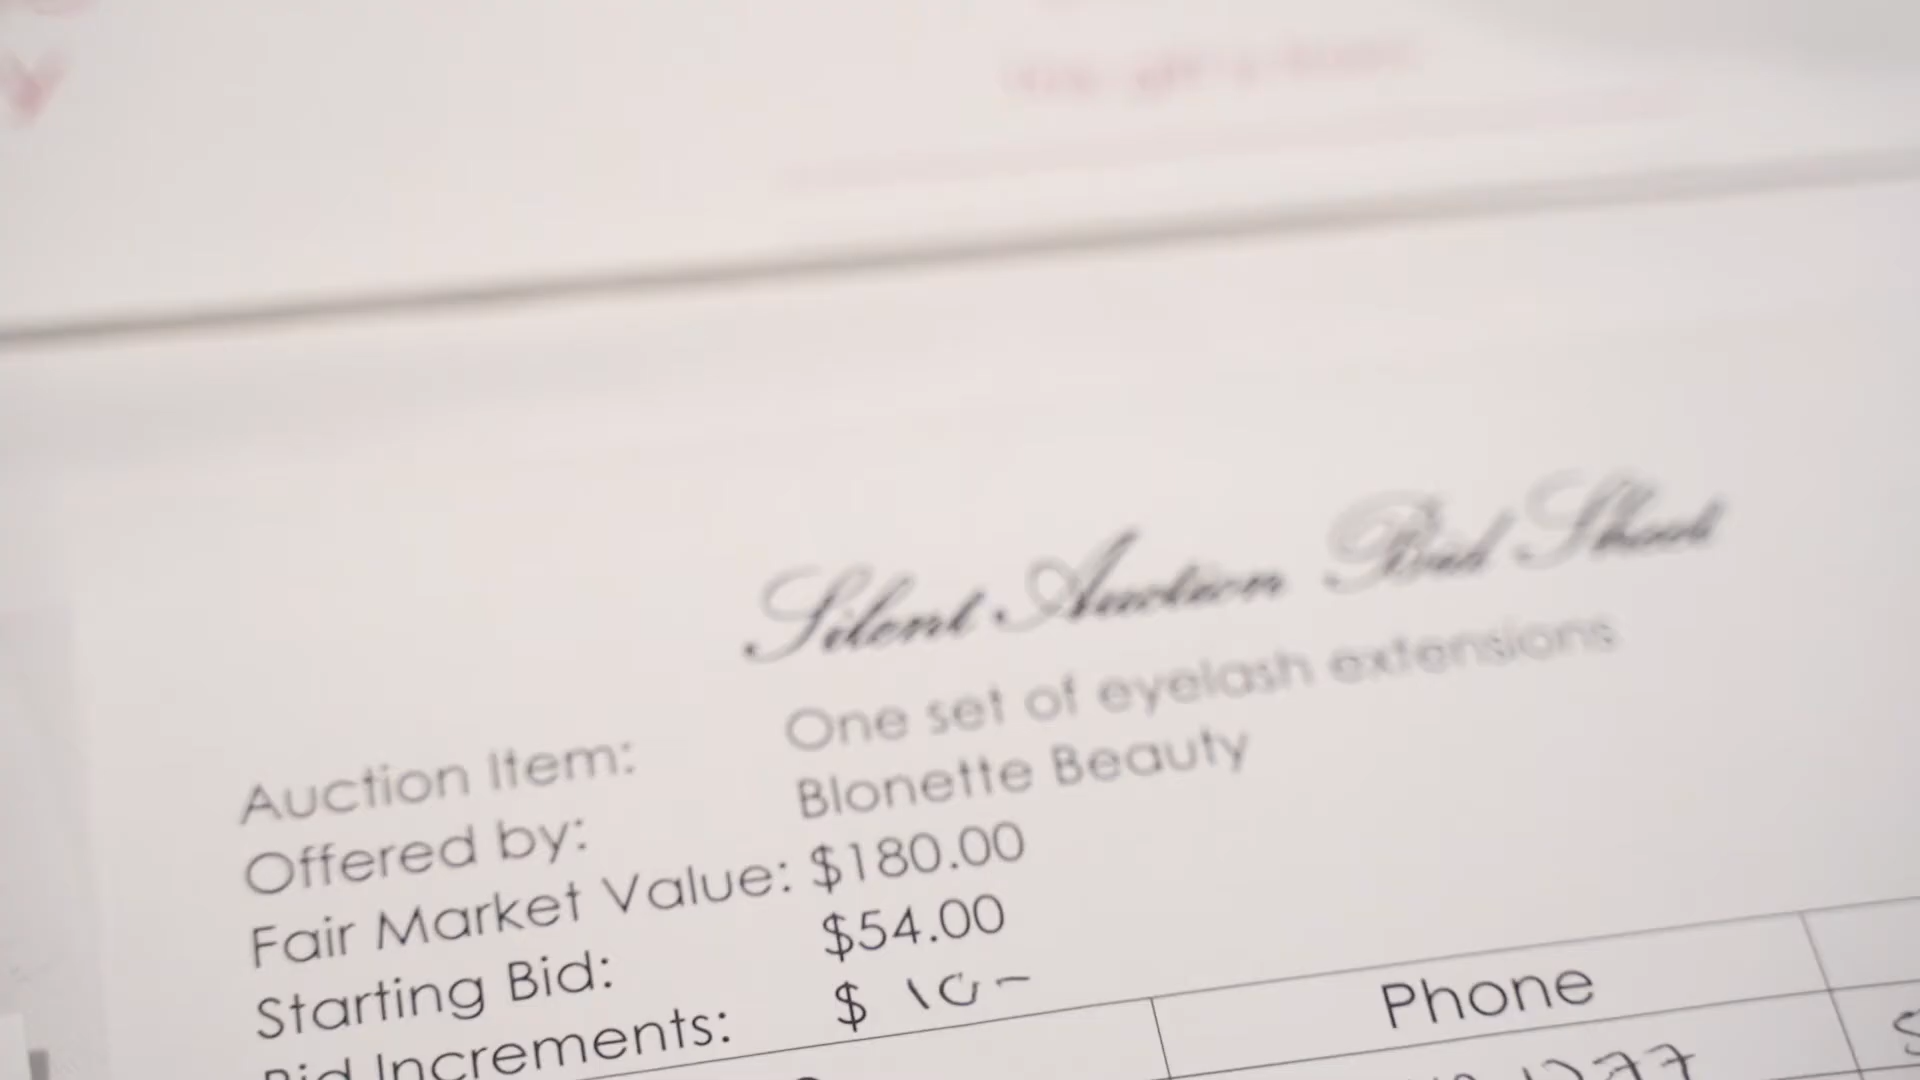 Silent Auction Bid Sheet
Auction Item: One set of eyelash extensions
Offered by: Blonette Beauty
Fair Market Value: $180.00
Starting Bid: $54.00
Bid Increments: $ 10-
Phone